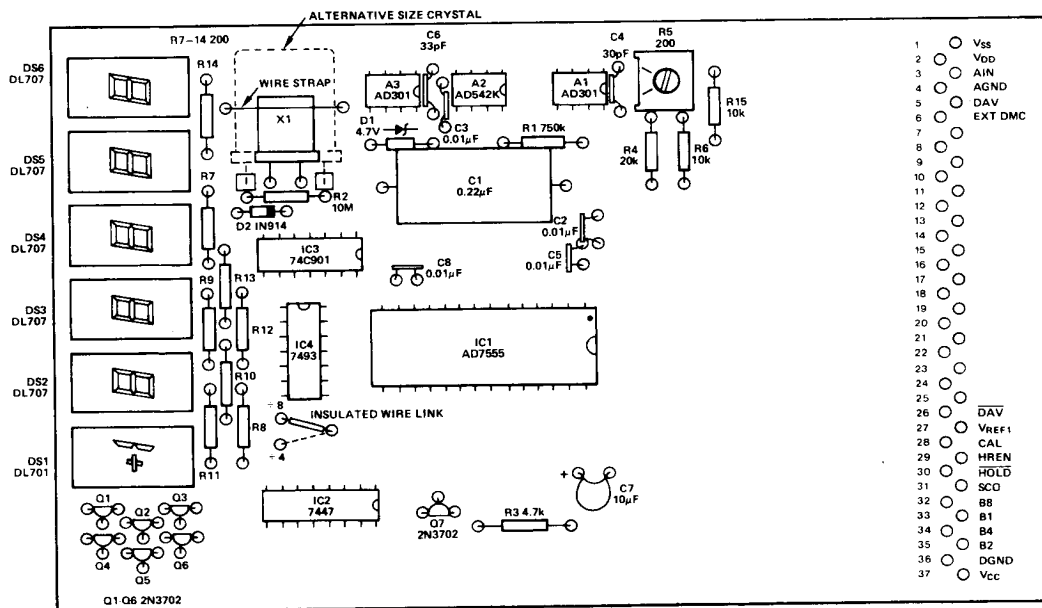 ALTERNATIVE SIZE CRYSTAL
R7-14 200
R14
DS6
DL707
WIRE STRAP
X1
C6
33pF
A3
AD301
A2
AD542K
C4
30pF
A1
AD301
R5
200
R15
10k
D1
4.7V
C3
0.01µF
R1 750k
R4
20k
R6
10k
DS5
DL707
R7
R2
10M
D2 IN914
C1
0.22µF
DS4
DL707
IC3
74C901
C2
0.01µF
C5
0.01µF
C8
0.01µF
R9
R13
DS3
DL707
R12
IC4
7493
IC1
AD7555
R10
DS2
DL707
÷ 8
INSULATED WIRE LINK
÷ 4
R8
R11
DS1
DL701
Q1
Q2
Q3
Q4
Q5
Q6
Q1-Q6 2N3702
IC2
7447
Q7
2N3702
R3 4.7k
+
C7
10µF
1 VSS
2 VDD
3 AIN
4 AGND
5 DAV
6 EXT DMC
7
8
9
10
11
12
13
14
15
16
17
18
19
20
21
22
23
24
25
26 D̅A̅V̅
27 VREF1
28 CAL
29 HREN
30 H̅O̅L̅D̅
31 SCO
32 B8
33 B1
34 B4
35 B2
36 DGND
37 VCC